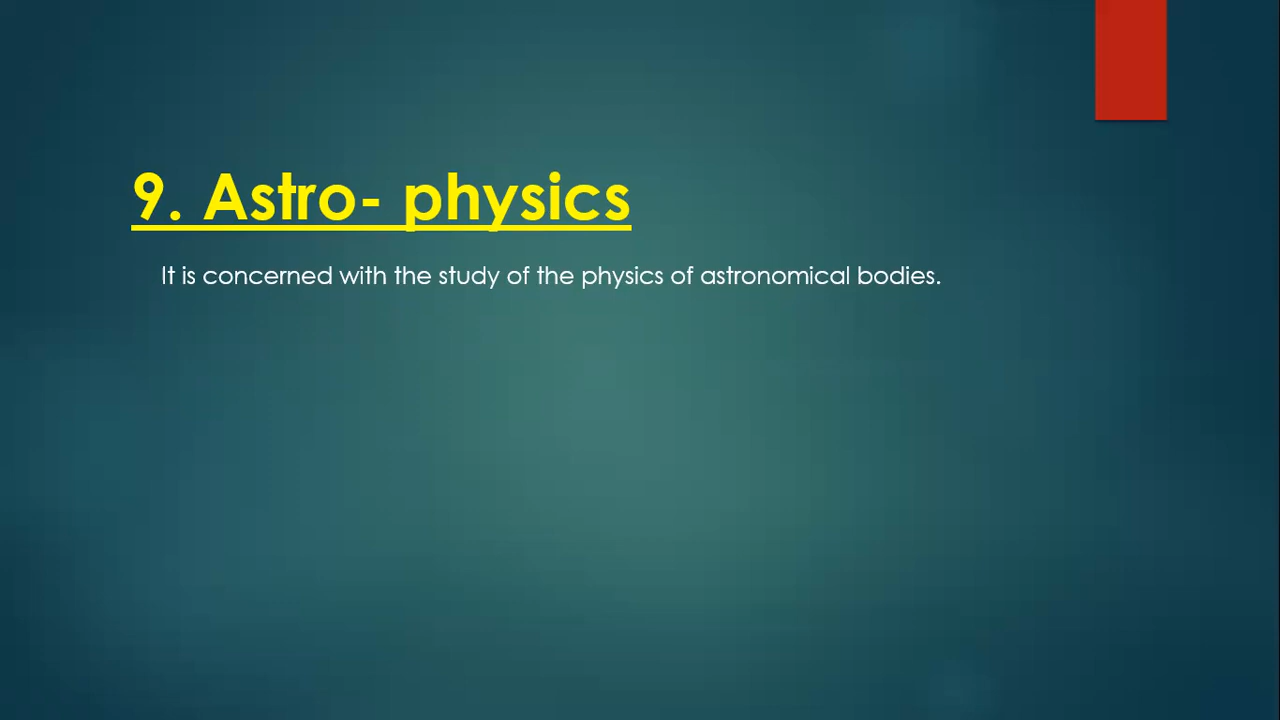 9. Astro- physics
It is concerned with the study of the physics of astronomical bodies.